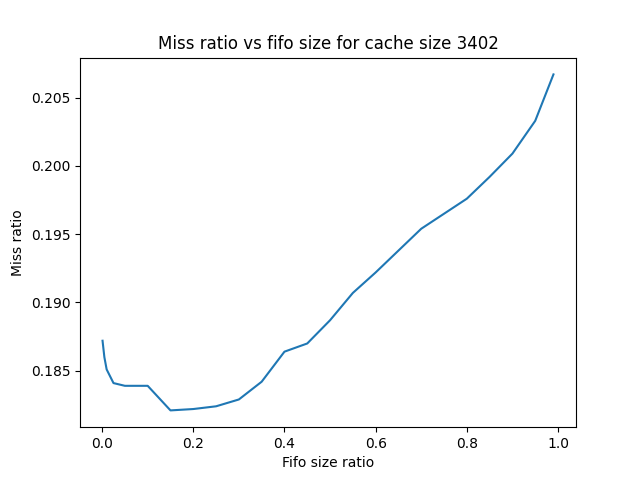 Miss ratio vs fifo size for cache size 3402
0.205
0.200
0.195
0.190
0.185
Miss ratio
0.0 0.2 0.4 0.6 0.8 1.0
Fifo size ratio